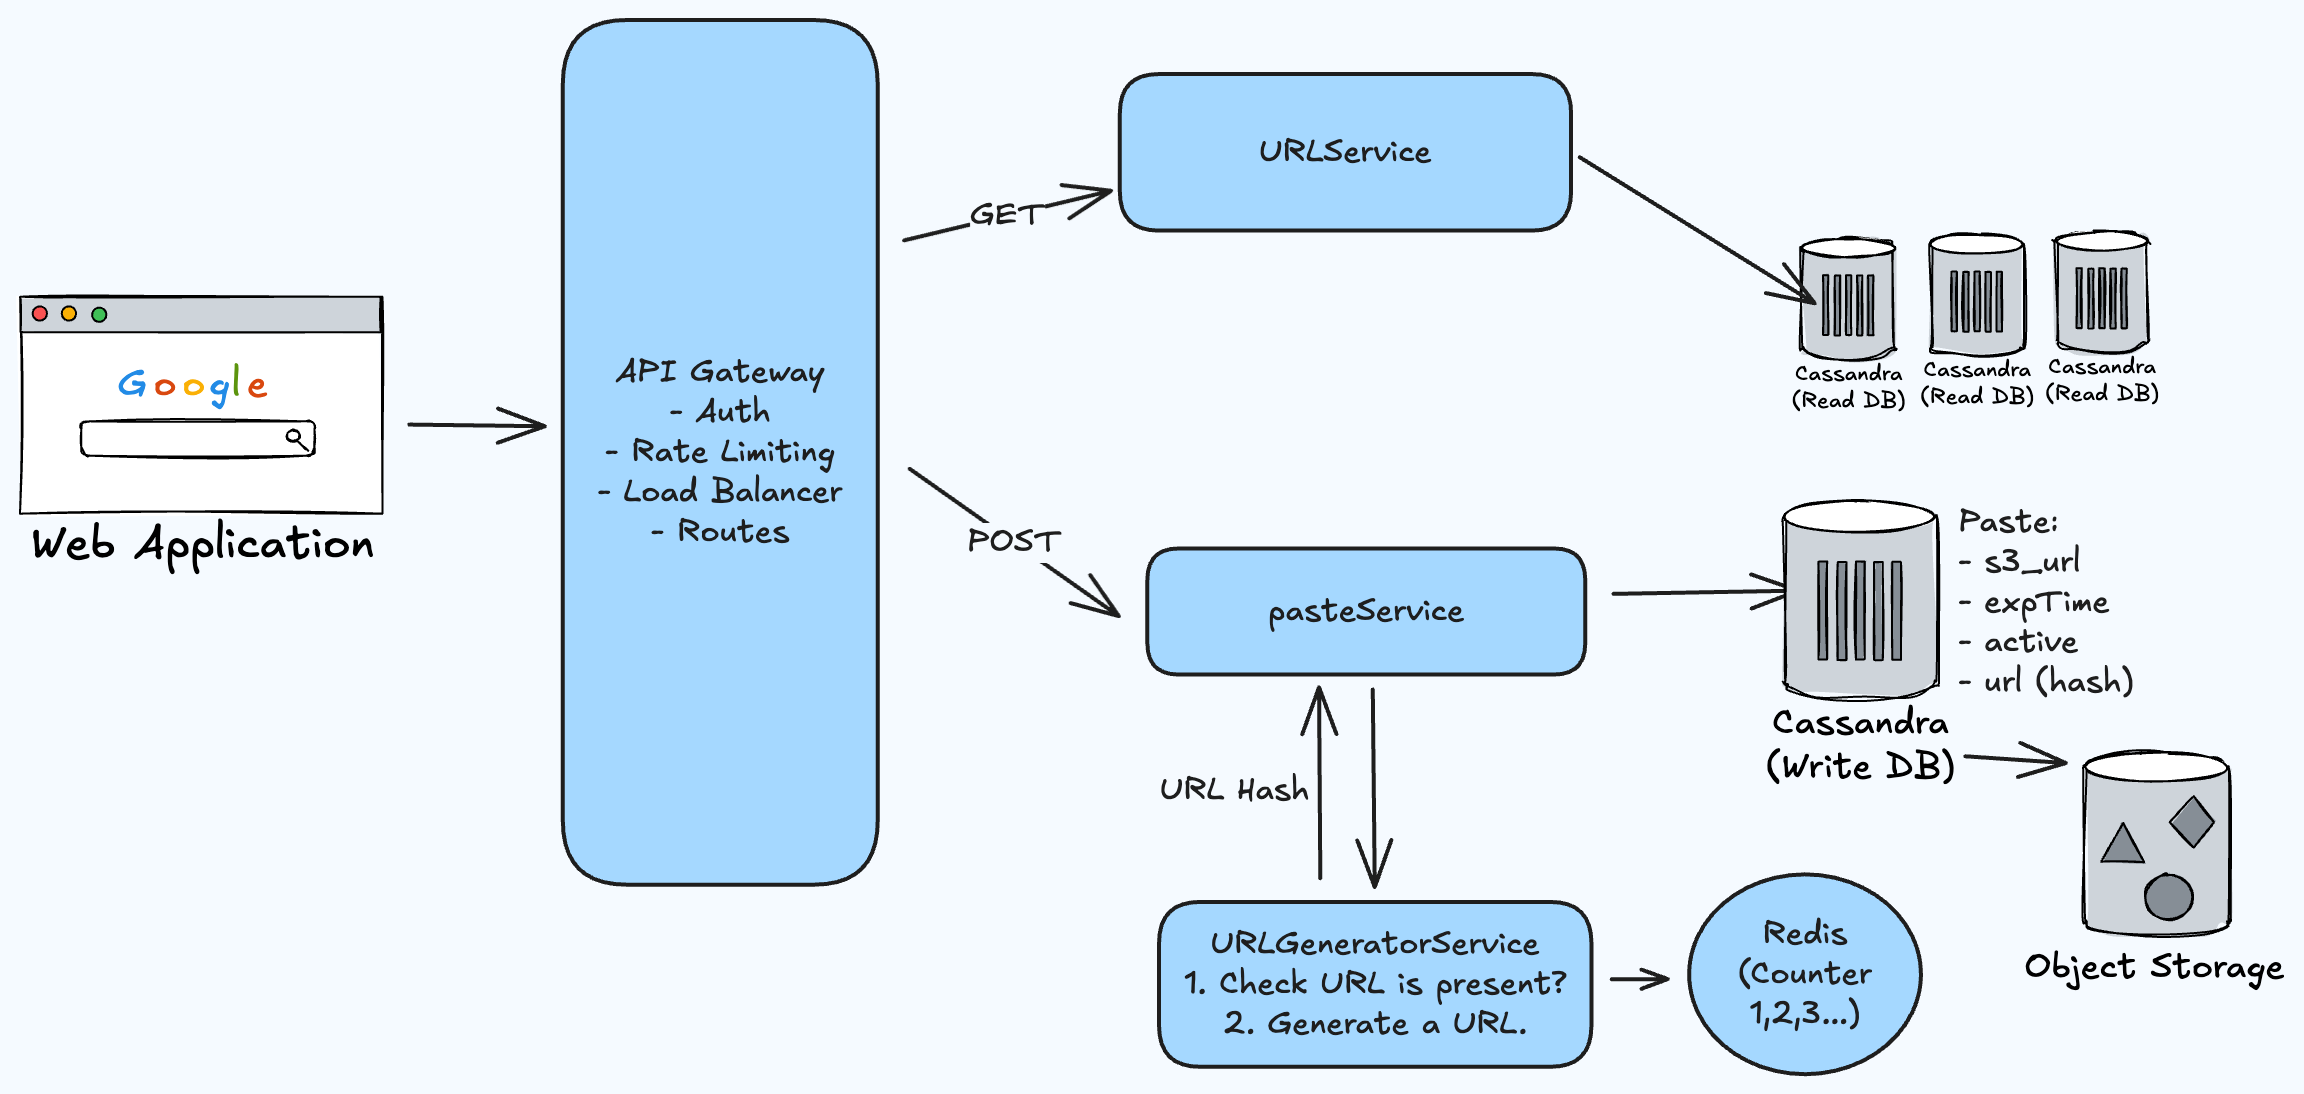 Google
Web Application
API Gateway
- Auth
- Rate Limiting
- Load Balancer
- Routes
GET
POST
URLService
Cassandra
(Read DB)
Cassandra
(Read DB)
Cassandra
(Read DB)
pasteService
Paste:
- s3_url
- expTime
- active
- url (hash)
Cassandra
(Write DB)
URL Hash
URLGeneratorService
1. Check URL is present?
2. Generate a URL.
Redis
(Counter
1,2,3...)
Object Storage